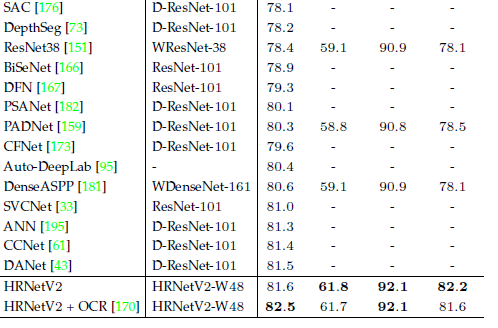 SAC [176] D-ResNet-101 78.1 - - -
DepthSeg [73] D-ResNet-101 78.2 - - -
ResNet38 [151] WResNet-38 78.4 59.1 90.9 78.1
BiSeNet [166] ResNet-101 78.9 - - -
DFN [167] ResNet-101 79.3 - - -
PSANet [182] D-ResNet-101 80.1 - - -
PADNet [159] D-ResNet-101 80.3 58.8 90.8 78.5
CFNet [173] D-ResNet-101 79.6 - - -
Auto-DeepLab [95] - 80.4 - - -
DenseASPP [181] WDenseNet-161 80.6 59.1 90.9 78.1
SVCNet [33] ResNet-101 81.0 - - -
ANN [195] D-ResNet-101 81.3 - - -
CCNet [61] D-ResNet-101 81.4 - - -
DANet [43] D-ResNet-101 81.5 - - -
HRNetV2 HRNetV2-W48 81.6 61.8 92.1 82.2
HRNetV2 + OCR [170] HRNetV2-W48 82.5 61.7 92.1 81.6